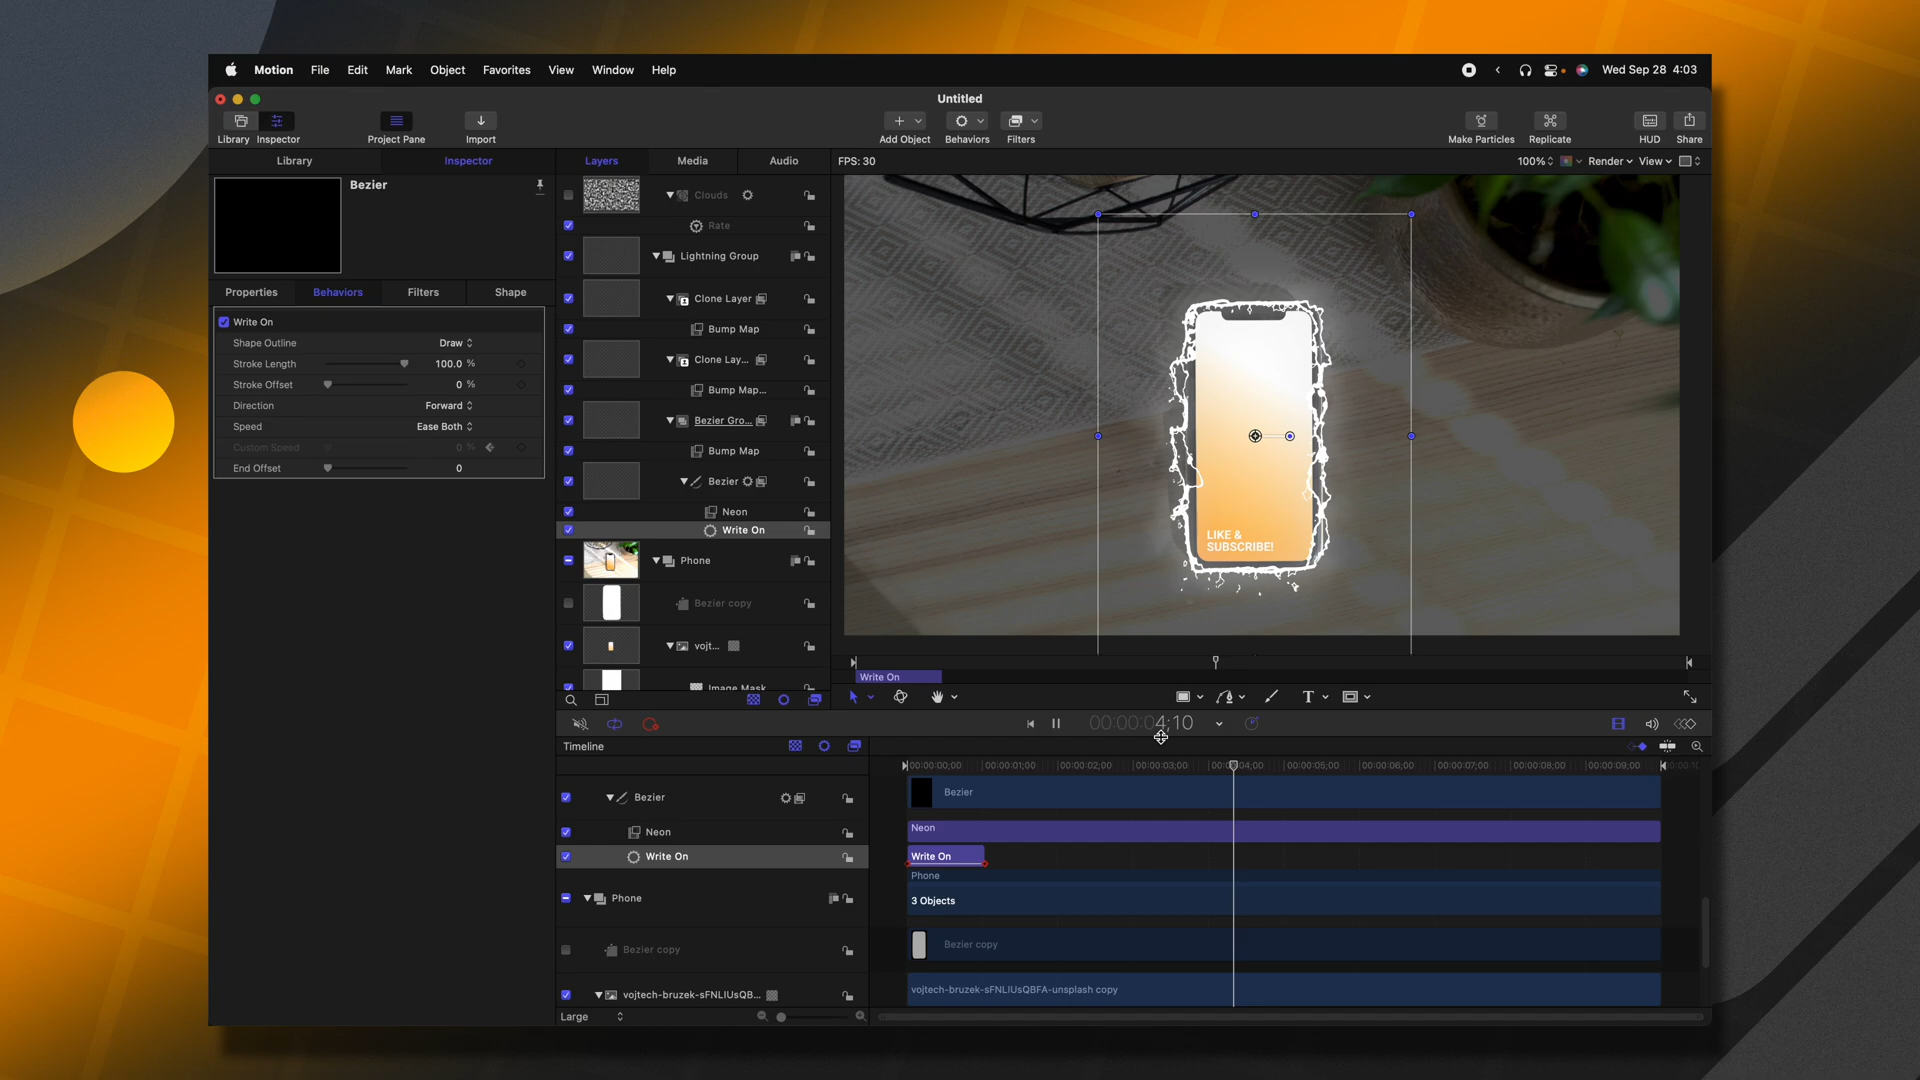 Motion File Edit Mark Object Favorites View Window Help
Wed Sep 28 4:03
Untitled
Library Inspector Project Pane Import
Add Object Behaviors Filters
Make Particles Replicate HUD Share
Library Inspector
Layers Media Audio
FPS: 30
100% Render View
Bezier
Properties Behaviors Filters Shape
Write On
Shape Outline Draw
Stroke Length 100.0 %
Stroke Offset 0 %
Direction Forward
Speed Ease Both
Custom Speed 0 %
End Offset 0
Clouds
Rate
Lightning Group
Clone Layer
Bump Map
Clone Lay...
Bump Map...
Bezier Gro...
Bump Map
Bezier
Neon
Write On
Phone
Bezier copy
vojt...
Image Mask
LIKE &
SUBSCRIBE!
Write On
T
00:00:04;10
Timeline
00:00:00;00 00:00:01;00 00:00:02;00 00:00:03;00 00:00:04;00 00:00:05;00 00:00:06;00 00:00:07;00 00:00:08;00 00:00:09;00
Bezier
Bezier
Neon
Neon
Write On
Write On
Phone
Phone
3 Objects
Bezier copy
Bezier copy
vojtech-bruzek-sFNLIUsQB...
vojtech-bruzek-sFNLIUsQBFA-unsplash copy
Large